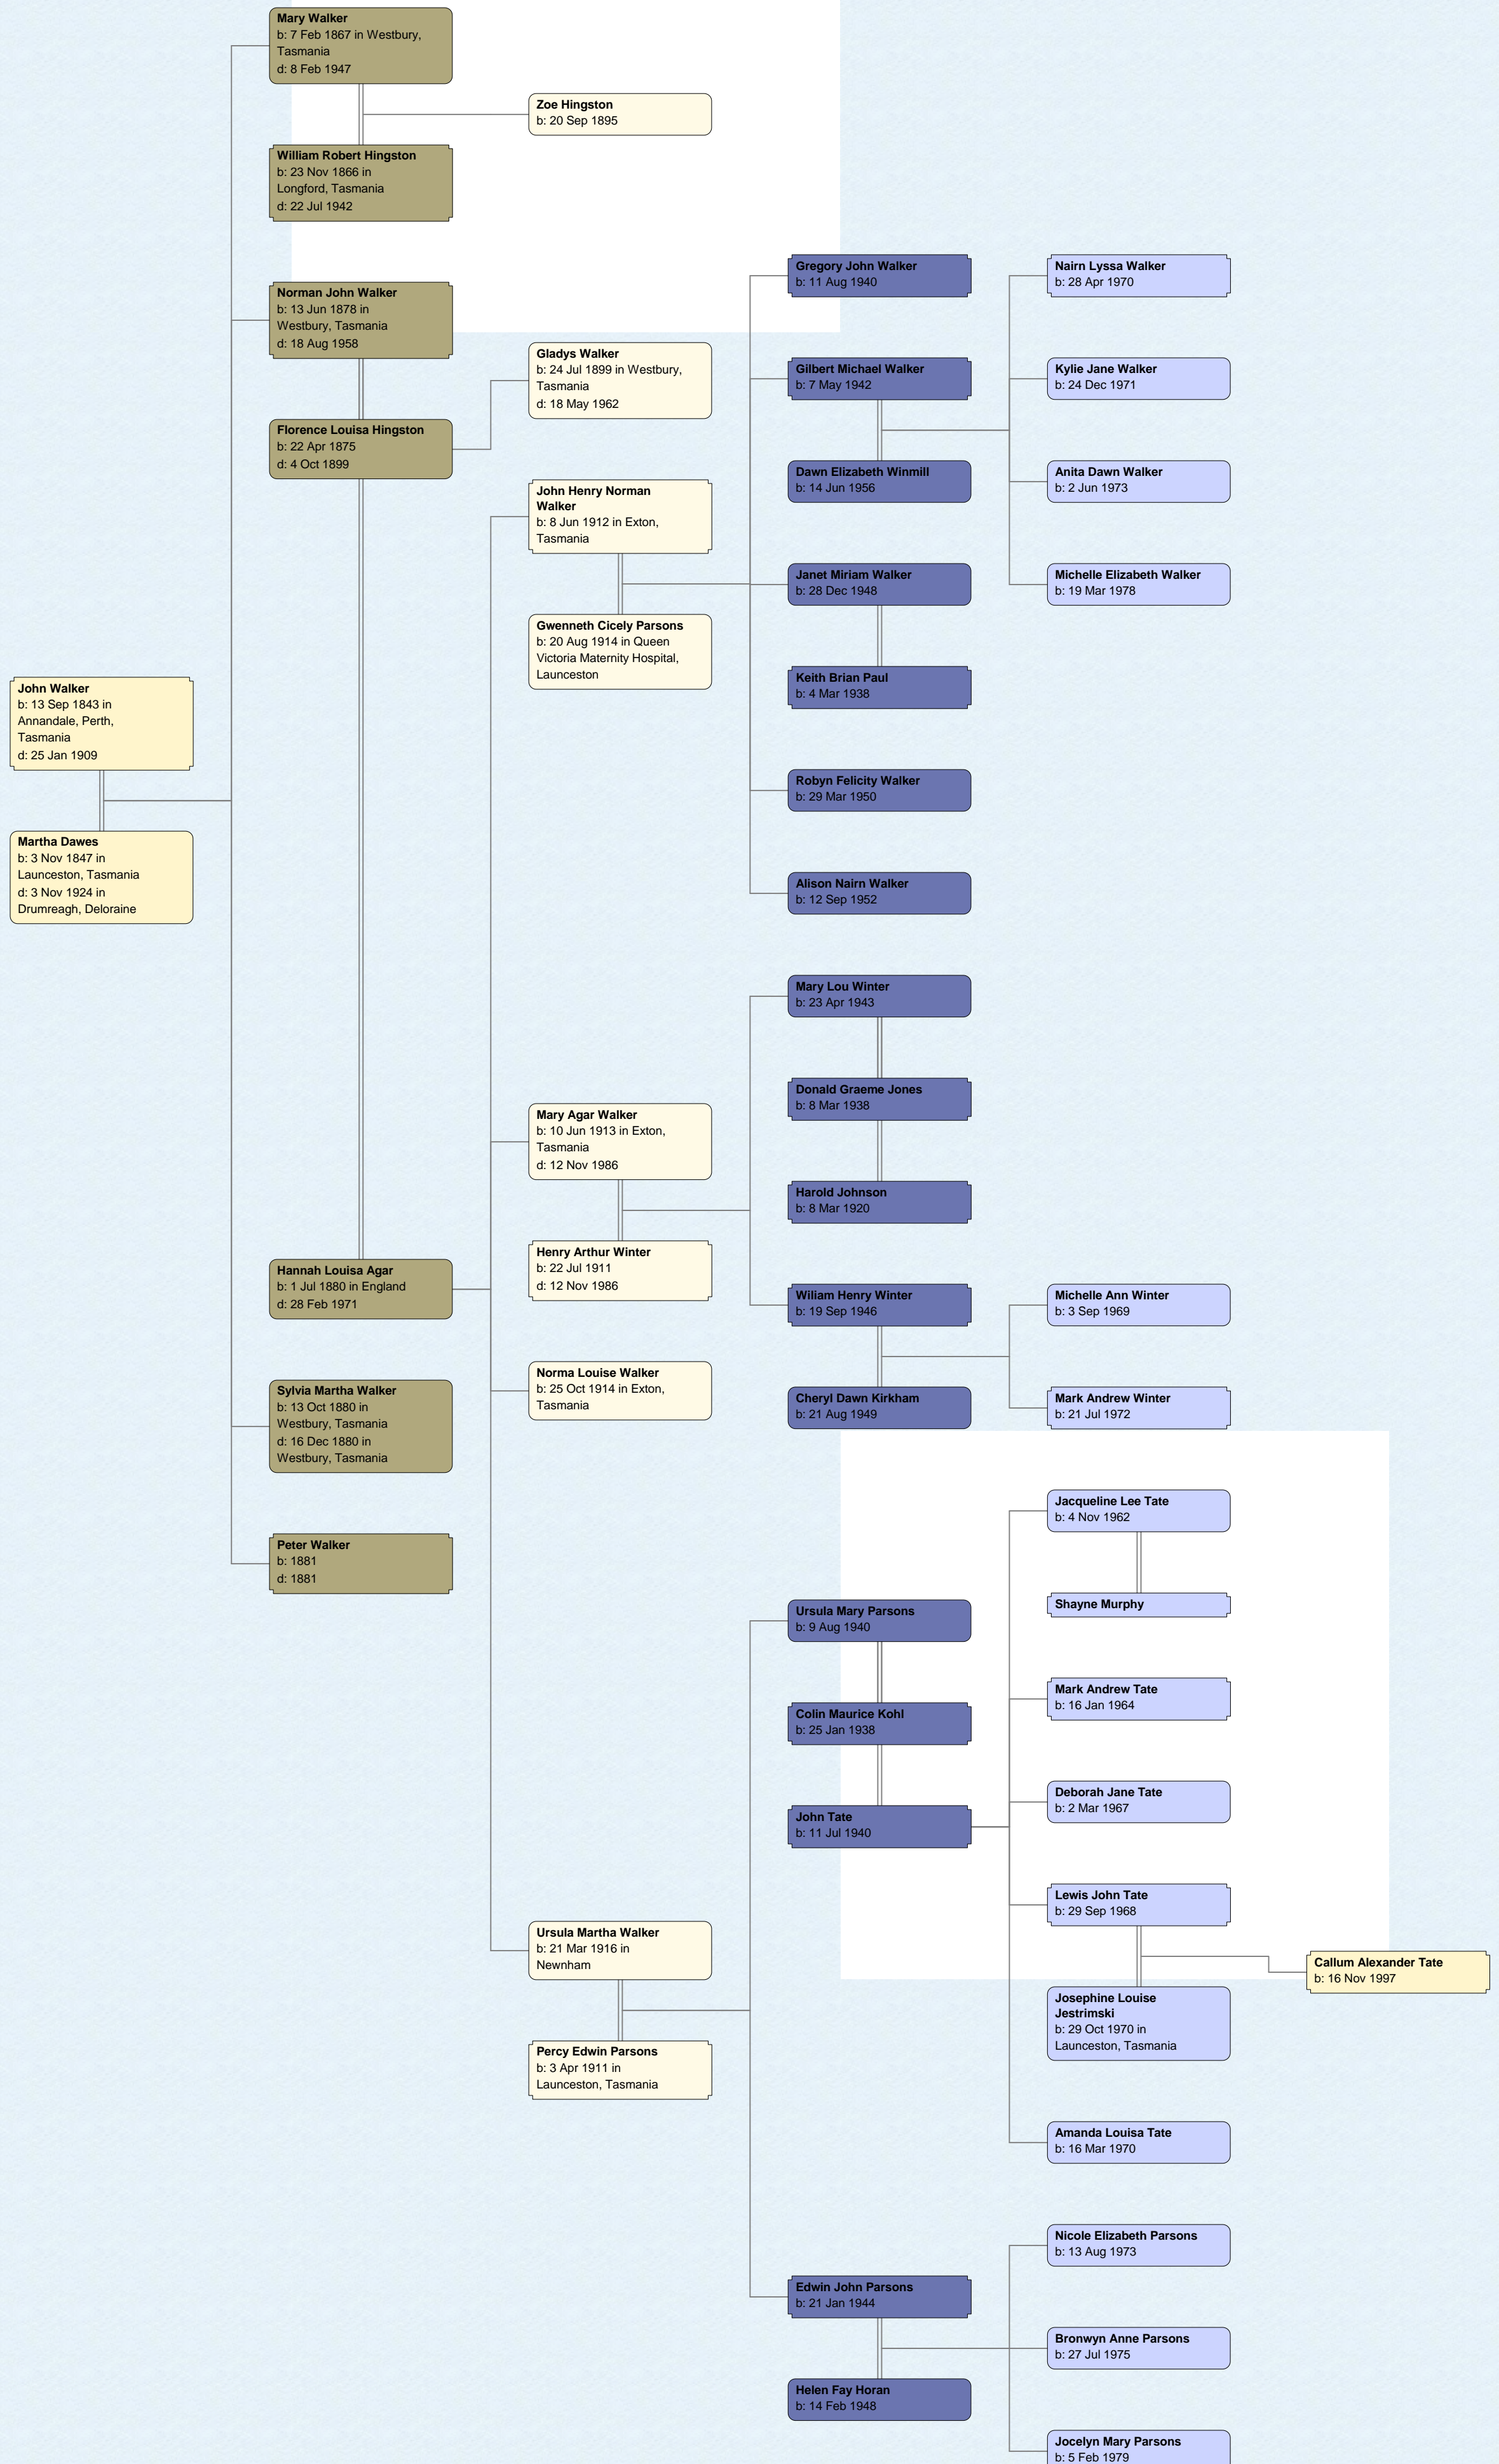 Mary Walker
b: 7 Feb 1867 in Westbury,
Tasmania
d: 8 Feb 1947
Zoe Hingston
b: 20 Sep 1895
William Robert Hingston
b: 23 Nov 1866 in
Longford, Tasmania
d: 22 Jul 1942
Norman John Walker
b: 13 Jun 1878 in
Westbury, Tasmania
d: 18 Aug 1958
Florence Louisa Hingston
b: 22 Apr 1875
d: 4 Oct 1899
Gladys Walker
b: 24 Jul 1899 in Westbury,
Tasmania
d: 18 May 1962
John Henry Norman
Walker
b: 8 Jun 1912 in Exton,
Tasmania
Gwenneth Cicely Parsons
b: 20 Aug 1914 in Queen
Victoria Maternity Hospital,
Launceston
Gregory John Walker
b: 11 Aug 1940
Gilbert Michael Walker
b: 7 May 1942
Dawn Elizabeth Winmill
b: 14 Jun 1956
Janet Miriam Walker
b: 28 Dec 1948
Keith Brian Paul
b: 4 Mar 1938
Robyn Felicity Walker
b: 29 Mar 1950
Alison Nairn Walker
b: 12 Sep 1952
Nairn Lyssa Walker
b: 28 Apr 1970
Kylie Jane Walker
b: 24 Dec 1971
Anita Dawn Walker
b: 2 Jun 1973
Michelle Elizabeth Walker
b: 19 Mar 1978
John Walker
b: 13 Sep 1843 in
Annandale, Perth,
Tasmania
d: 25 Jan 1909
Martha Dawes
b: 3 Nov 1847 in
Launceston, Tasmania
d: 3 Nov 1924 in
Drumreagh, Deloraine
Mary Lou Winter
b: 23 Apr 1943
Donald Graeme Jones
b: 8 Mar 1938
Harold Johnson
b: 8 Mar 1920
Mary Agar Walker
b: 10 Jun 1913 in Exton,
Tasmania
d: 12 Nov 1986
Henry Arthur Winter
b: 22 Jul 1911
d: 12 Nov 1986
Hannah Louisa Agar
b: 1 Jul 1880 in England
d: 28 Feb 1971
Wiliam Henry Winter
b: 19 Sep 1946
Cheryl Dawn Kirkham
b: 21 Aug 1949
Michelle Ann Winter
b: 3 Sep 1969
Mark Andrew Winter
b: 21 Jul 1972
Norma Louise Walker
b: 25 Oct 1914 in Exton,
Tasmania
Sylvia Martha Walker
b: 13 Oct 1880 in
Westbury, Tasmania
d: 16 Dec 1880 in
Westbury, Tasmania
Peter Walker
b: 1881
d: 1881
Jacqueline Lee Tate
b: 4 Nov 1962
Shayne Murphy
Ursula Mary Parsons
b: 9 Aug 1940
Colin Maurice Kohl
b: 25 Jan 1938
John Tate
b: 11 Jul 1940
Mark Andrew Tate
b: 16 Jan 1964
Deborah Jane Tate
b: 2 Mar 1967
Lewis John Tate
b: 29 Sep 1968
Callum Alexander Tate
b: 16 Nov 1997
Josephine Louise
Jestrimski
b: 29 Oct 1970 in
Launceston, Tasmania
Amanda Louisa Tate
b: 16 Mar 1970
Ursula Martha Walker
b: 21 Mar 1916 in
Newnham
Percy Edwin Parsons
b: 3 Apr 1911 in
Launceston, Tasmania
Edwin John Parsons
b: 21 Jan 1944
Helen Fay Horan
b: 14 Feb 1948
Nicole Elizabeth Parsons
b: 13 Aug 1973
Bronwyn Anne Parsons
b: 27 Jul 1975
Jocelyn Mary Parsons
b: 5 Feb 1979